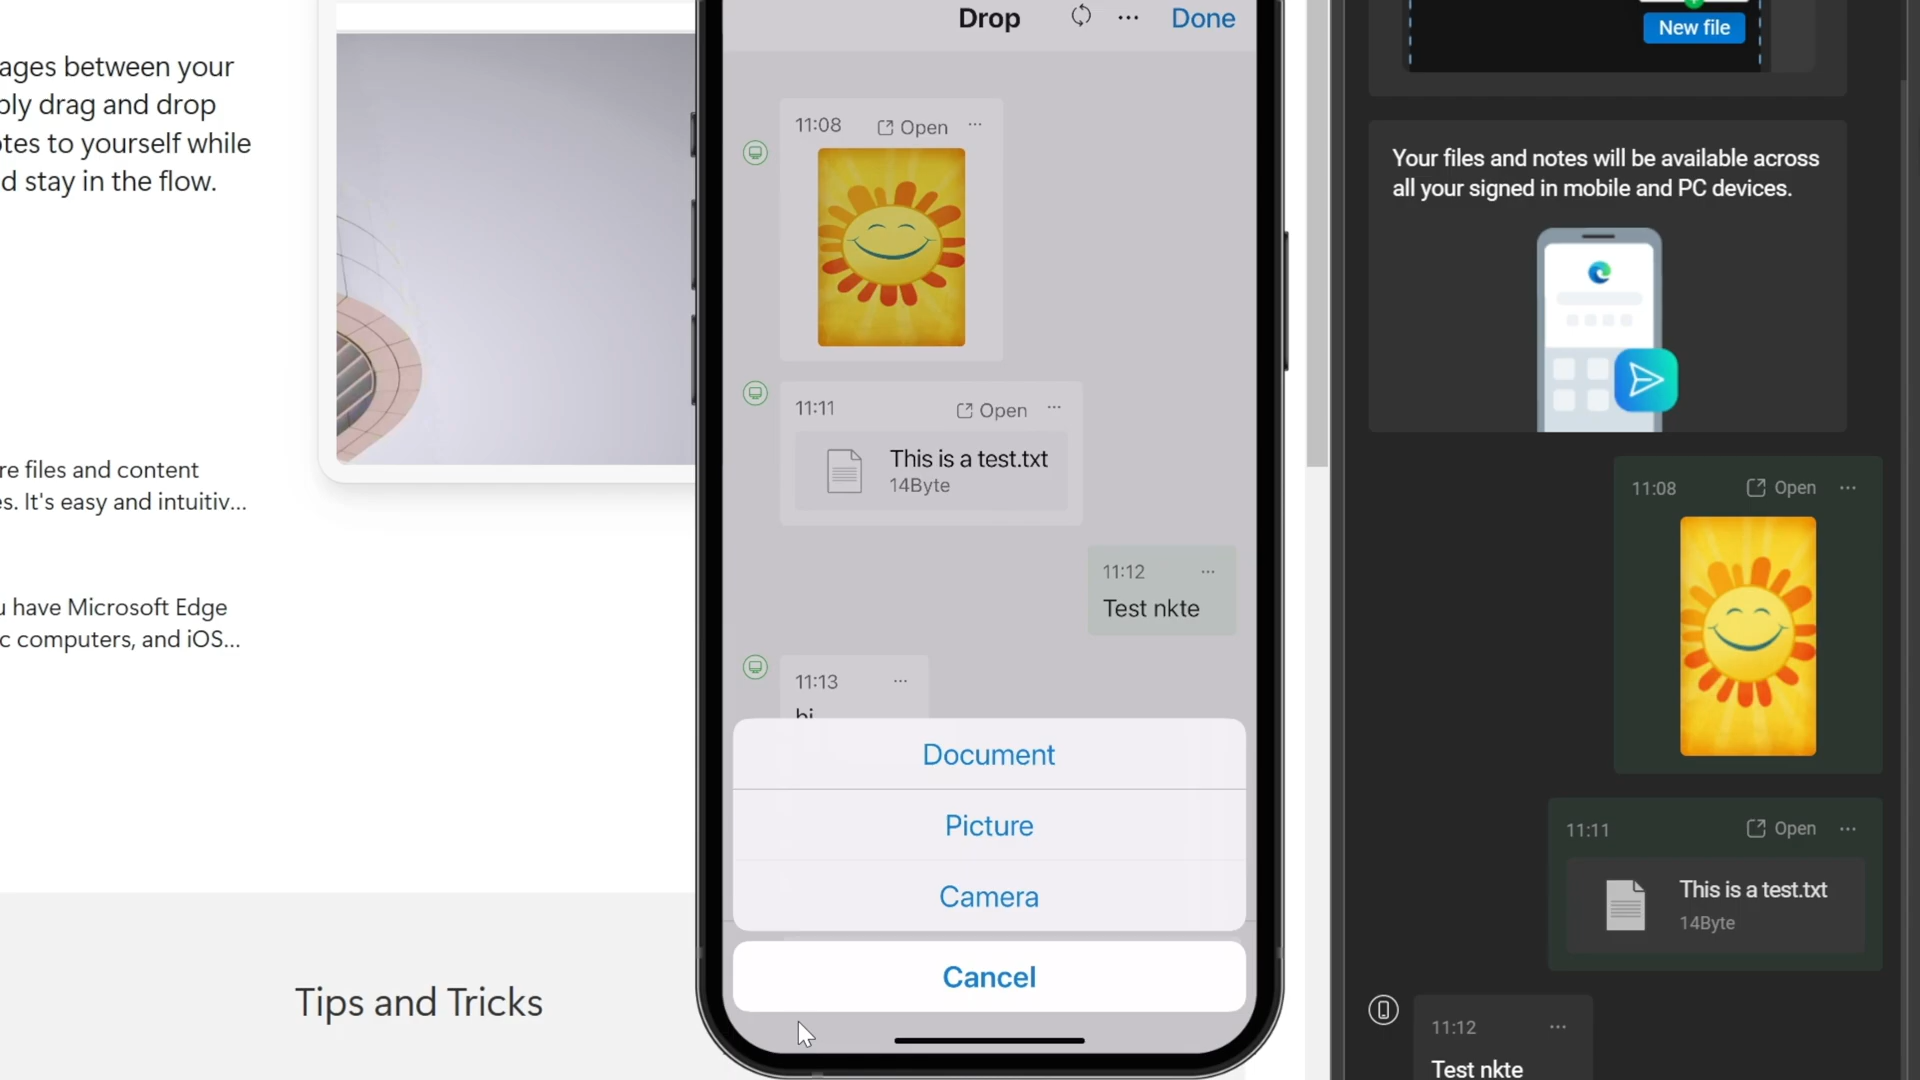 ages between your
ply drag and drop
otes to yourself while
d stay in the flow.
re files and content
s. It's easy and intuitiv...
u have Microsoft Edge
c computers, and iOS...
Tips and Tricks
Drop ... Done
11:08 Open ...
11:11 Open ...
This is a test.txt
14Byte
11:12 ...
Test nkte
11:13 ...
hi
Document
Picture
Camera
Cancel
New file
Your files and notes will be available across
all your signed in mobile and PC devices.
11:08 Open ...
11:11 Open ...
This is a test.txt
14Byte
11:12 ...
Test nkte